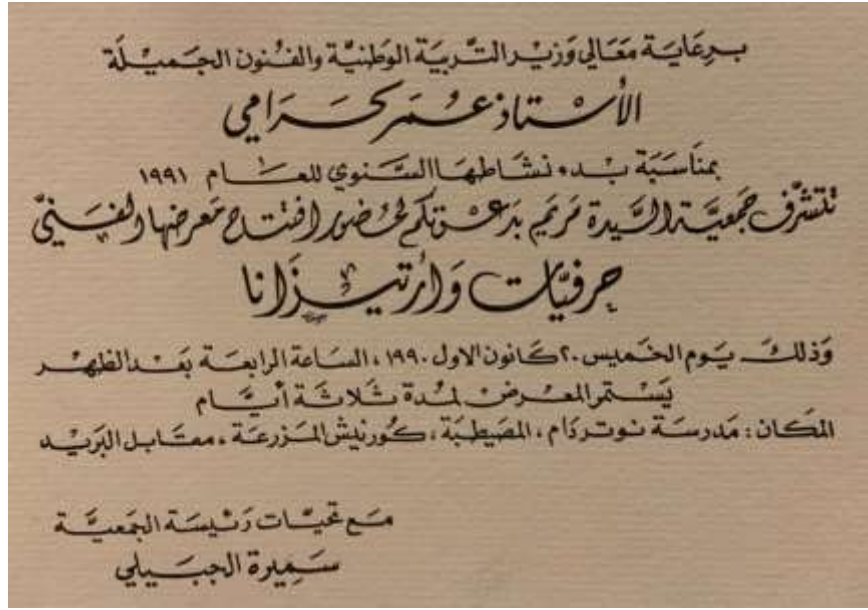 برعاية معالي وزير التربية الوطنية والفنون الجميلة
الأستاذ عمر كرامي
بمناسبة بدء نشاطها السنوي للعام ١٩٩١
تتشرف جمعية السيدة مريم بدعوتكم لحضور افتتاح معرضها الفني
حرفيات وأرتيزانا
وذلك يوم الخميس ٢٠ كانون الاول ١٩٩٠، الساعة الرابعة بعد الظهر
يستمر المعرض لمدة ثلاثة أيام
المكان: مدرسة نوتردام، المصيطبة، كورنيش المزرعة، مقابل البريد
مع تحيات رئيسة الجمعية
سميرة الجبيلي